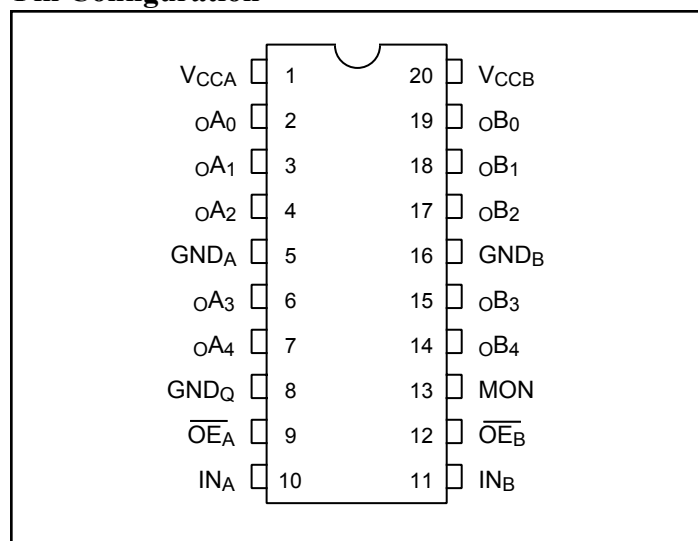 Pin Configuration
VCCA 1 20 VCCB
OA0 2 19 OB0
OA1 3 18 OB1
OA2 4 17 OB2
GNDA 5 16 GNDB
OA3 6 15 OB3
OA4 7 14 OB4
GNDQ 8 13 MON
O̅E̅A̅ 9 12 O̅E̅B̅
INA 10 11 INB